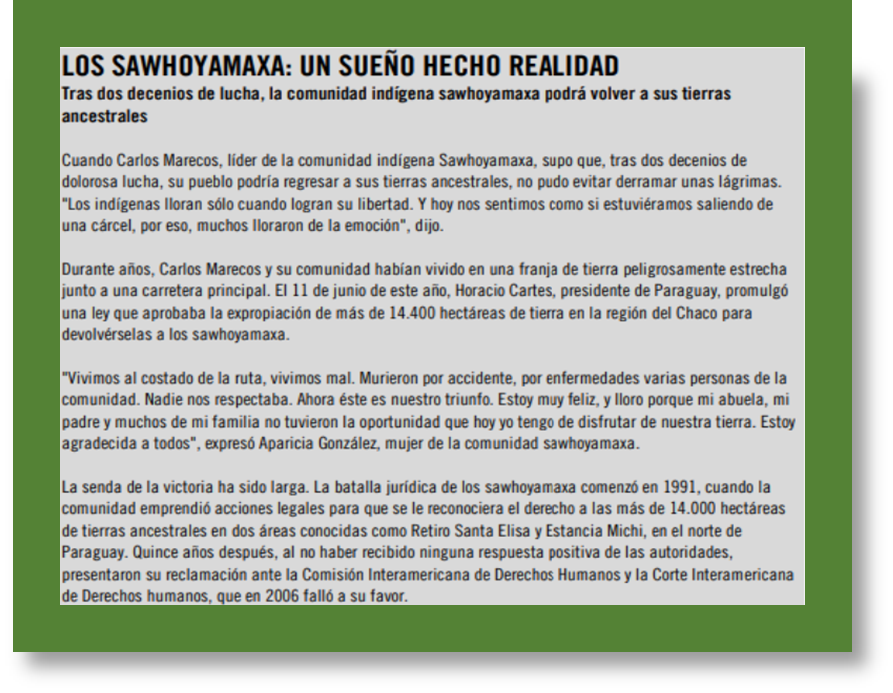 LOS SAWHOYAMAXA: UN SUEÑO HECHO REALIDAD
Tras dos decenios de lucha, la comunidad indígena sawhoyamaxa podrá volver a sus tierras
ancestrales
Cuando Carlos Marecos, líder de la comunidad indígena Sawhoyamaxa, supo que, tras dos decenios de
dolorosa lucha, su pueblo podría regresar a sus tierras ancestrales, no pudo evitar derramar unas lágrimas.
"Los indígenas lloran sólo cuando logran su libertad. Y hoy nos sentimos como si estuviéramos saliendo de
una cárcel, por eso, muchos lloraron de la emoción", dijo.
Durante años, Carlos Marecos y su comunidad habían vivido en una franja de tierra peligrosamente estrecha
junto a una carretera principal. El 11 de junio de este año, Horacio Cartes, presidente de Paraguay, promulgó
una ley que aprobaba la expropiación de más de 14.400 hectáreas de tierra en la región del Chaco para
devolvérselas a los sawhoyamaxa.
"Vivimos al costado de la ruta, vivimos mal. Murieron por accidente, por enfermedades varias personas de la
comunidad. Nadie nos respectaba. Ahora éste es nuestro triunfo. Estoy muy feliz, y lloro porque mi abuela, mi
padre y muchos de mi familia no tuvieron la oportunidad que hoy yo tengo de disfrutar de nuestra tierra. Estoy
agradecida a todos", expresó Aparicia González, mujer de la comunidad sawhoyamaxa.
La senda de la victoria ha sido larga. La batalla jurídica de los sawhoyamaxa comenzó en 1991, cuando la
comunidad emprendió acciones legales para que se le reconociera el derecho a las más de 14.000 hectáreas
de tierras ancestrales en dos áreas conocidas como Retiro Santa Elisa y Estancia Michi, en el norte de
Paraguay. Quince años después, al no haber recibido ninguna respuesta positiva de las autoridades,
presentaron su reclamación ante la Comisión Interamericana de Derechos Humanos y la Corte Interamericana
de Derechos humanos, que en 2006 falló a su favor.